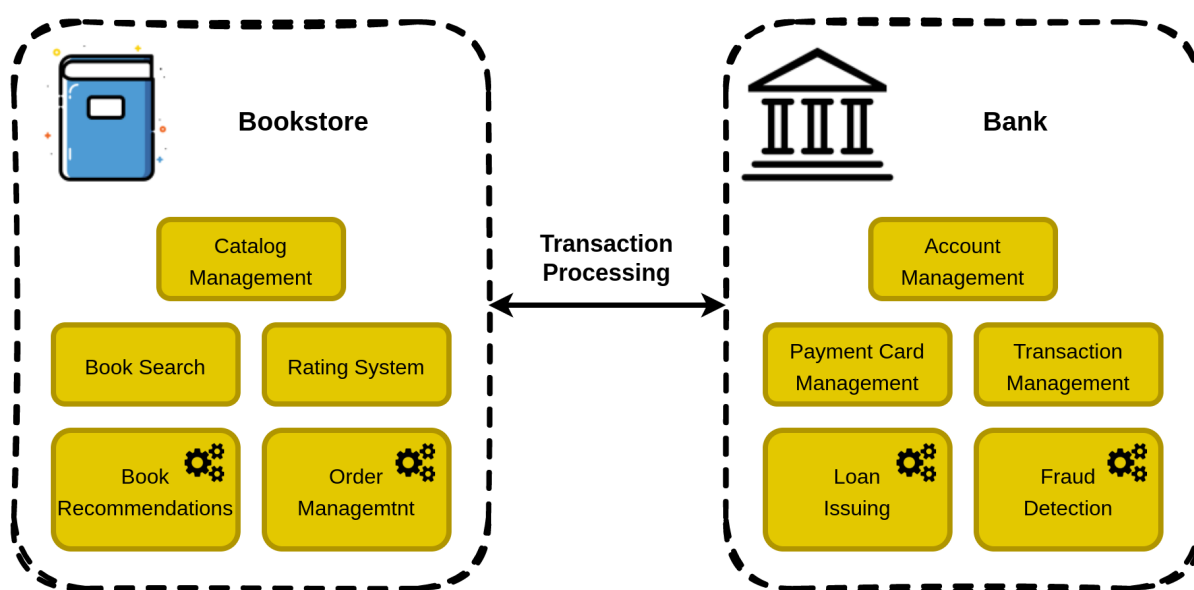 Bookstore
Catalog
Management
Book Search
Rating System
Book
Recommendations
Order
Managemtnt
Transaction
Processing
Bank
Account
Management
Payment Card
Management
Transaction
Management
Loan
Issuing
Fraud
Detection